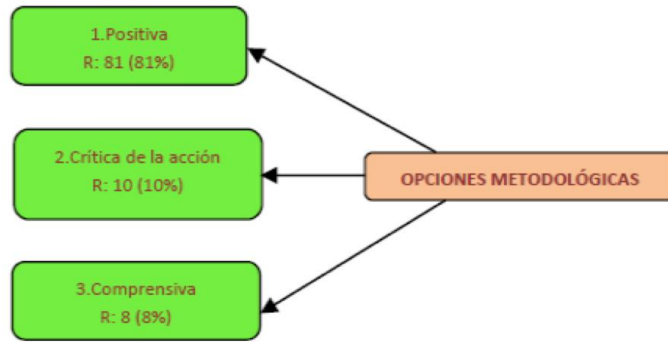 1.Positiva
R: 81 (81%)
2.Crítica de la acción
R: 10 (10%)
OPCIONES METODOLÓGICAS
3.Comprensiva
R: 8 (8%)